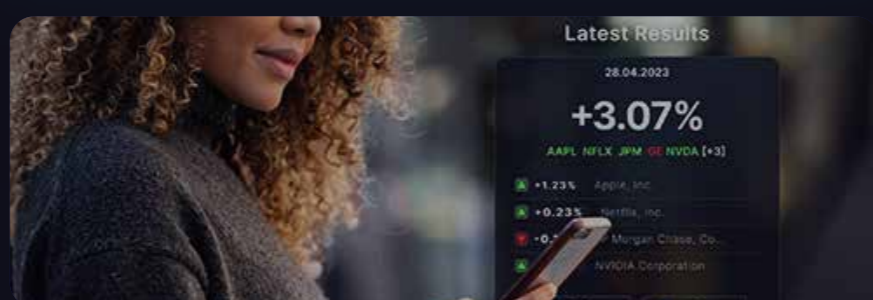 Latest Results
28.04.2023
+3.07%
AAPL NFLX JPM GE NVDA [+3]
+1.23% Apple, Inc.
+0.23% Netflix, Inc.
-0. Morgan Chase, Co...
NVIDIA Corporation